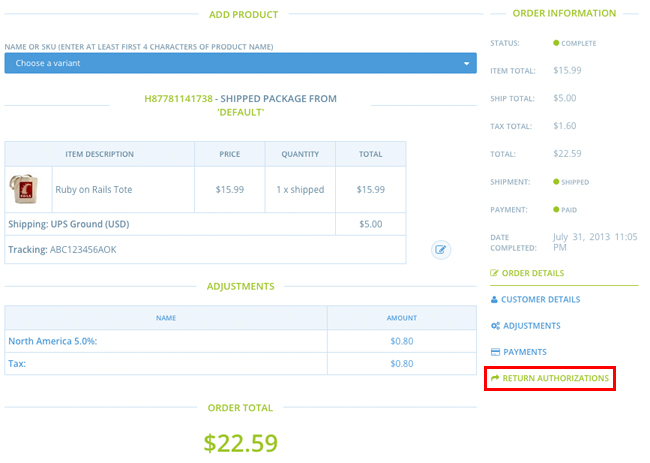 ADD PRODUCT
NAME OR SKU (ENTER AT LEAST FIRST 4 CHARACTERS OF PRODUCT NAME)
Choose a variant
H87781141738 - SHIPPED PACKAGE FROM
'DEFAULT'
ITEM DESCRIPTION PRICE QUANTITY TOTAL
Ruby on Rails Tote $15.99 1 x shipped $15.99
Shipping: UPS Ground (USD) $5.00
Tracking: ABC123456AOK
ADJUSTMENTS
NAME AMOUNT
North America 5.0%: $0.80
Tax: $0.80
ORDER TOTAL
$22.59
ORDER INFORMATION
STATUS: COMPLETE
ITEM TOTAL: $15.99
SHIP TOTAL: $5.00
TAX TOTAL: $1.60
TOTAL: $22.59
SHIPMENT: SHIPPED
PAYMENT: PAID
DATE COMPLETED: July 31, 2013 11:05 PM
ORDER DETAILS
CUSTOMER DETAILS
ADJUSTMENTS
PAYMENTS
RETURN AUTHORIZATIONS